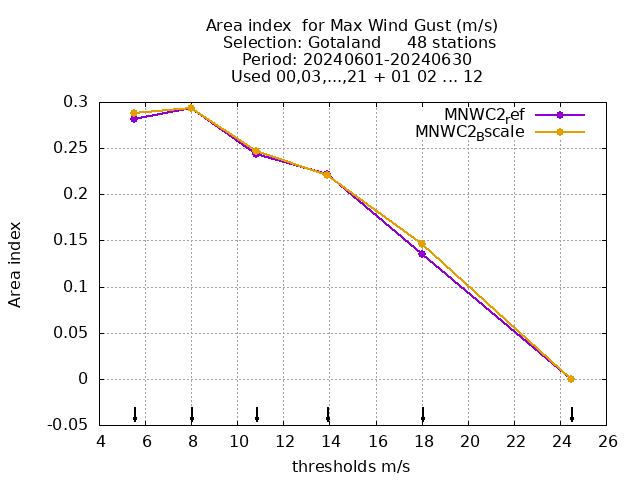 Area index  for Max Wind Gust (m/s)
Selection: Gotaland     48 stations
Period: 20240601-20240630
Used 00,03,...,21 + 01 02 ... 12
MNWC2_ref
MNWC2_Bscale
0.3
0.25
0.2
0.15
0.1
0.05
0
-0.05
Area index
4 6 8 10 12 14 16 18 20 22 24 26
thresholds m/s